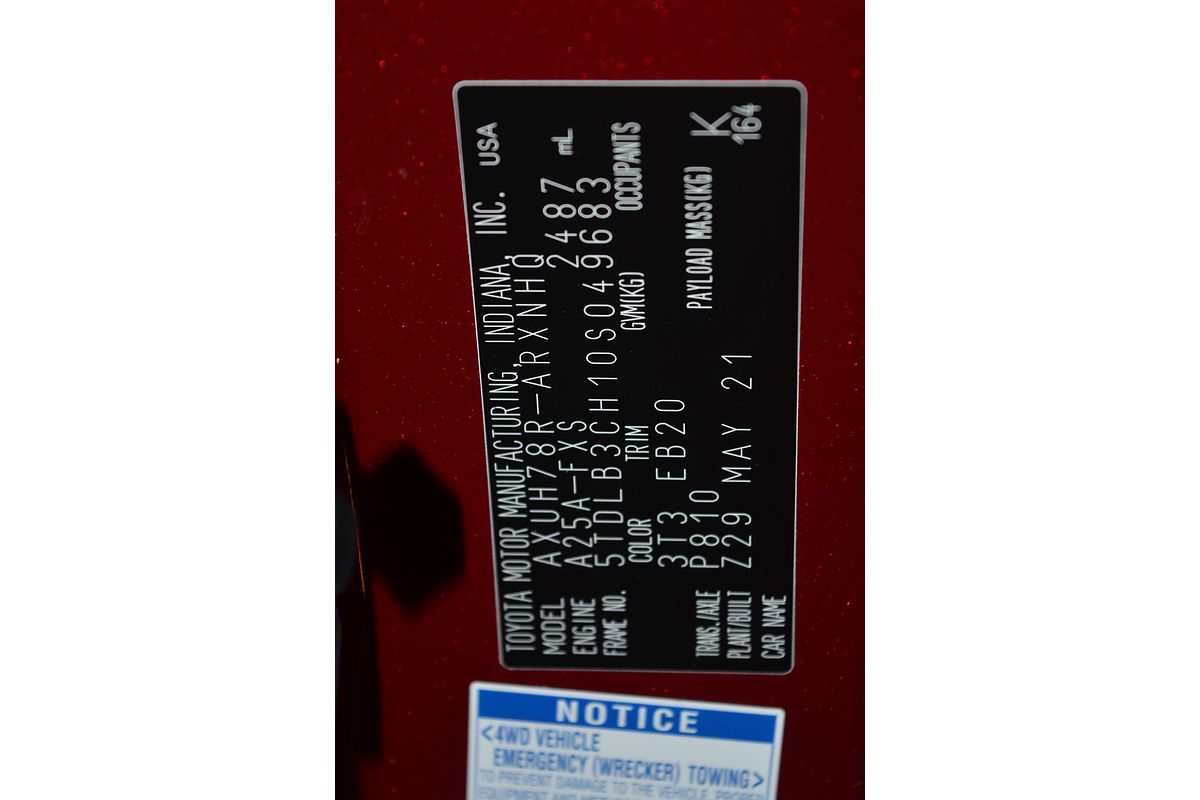 TOYOTA MOTOR MANUFACTURING, INDIANA, INC. USA
MODEL AXUH78R-ARXNHQ
ENGINE A25A-FXS 2487 mL
FRAME NO. 5TDLB3CH10S049683
COLOR TRIM GVM(KG) OCCUPANTS
3T3 EB20
TRANS./AXLE P810 PAYLOAD MASS(KG) K
PLANT/BUILT Z29 MAY 21 164
CAR NAME
NOTICE
<4WD VEHICLE
EMERGENCY (WRECKER) TOWING>
TO PREVENT DAMAGE TO THE VEHICLE, PROPER
EQUIPMENT AND